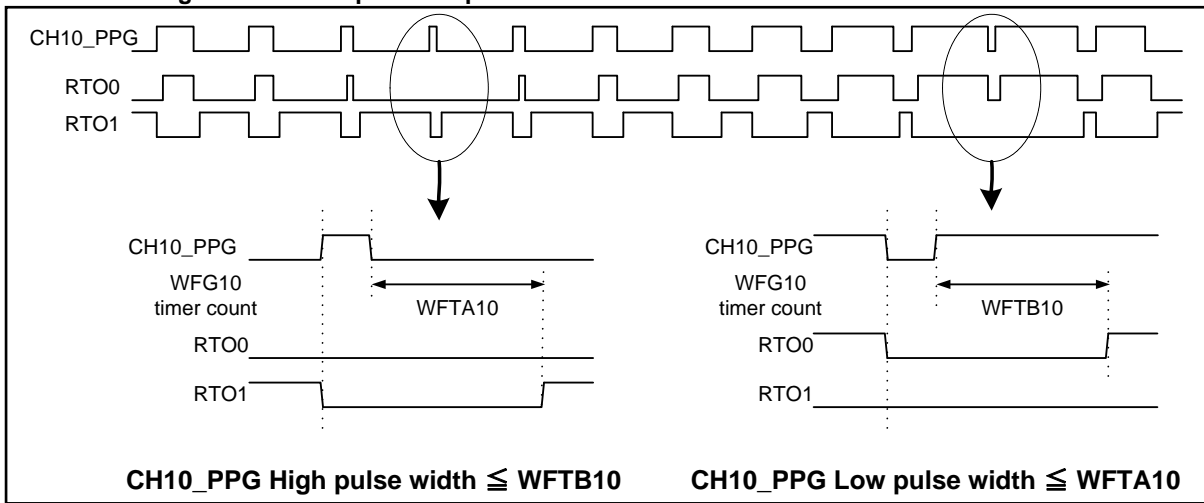 CH10_PPG
RTO0
RTO1
CH10_PPG
WFG10
timer count
WFTA10
RTO0
RTO1
CH10_PPG High pulse width ≦ WFTB10
CH10_PPG
WFG10
timer count
WFTB10
RTO0
RTO1
CH10_PPG Low pulse width ≦ WFTA10